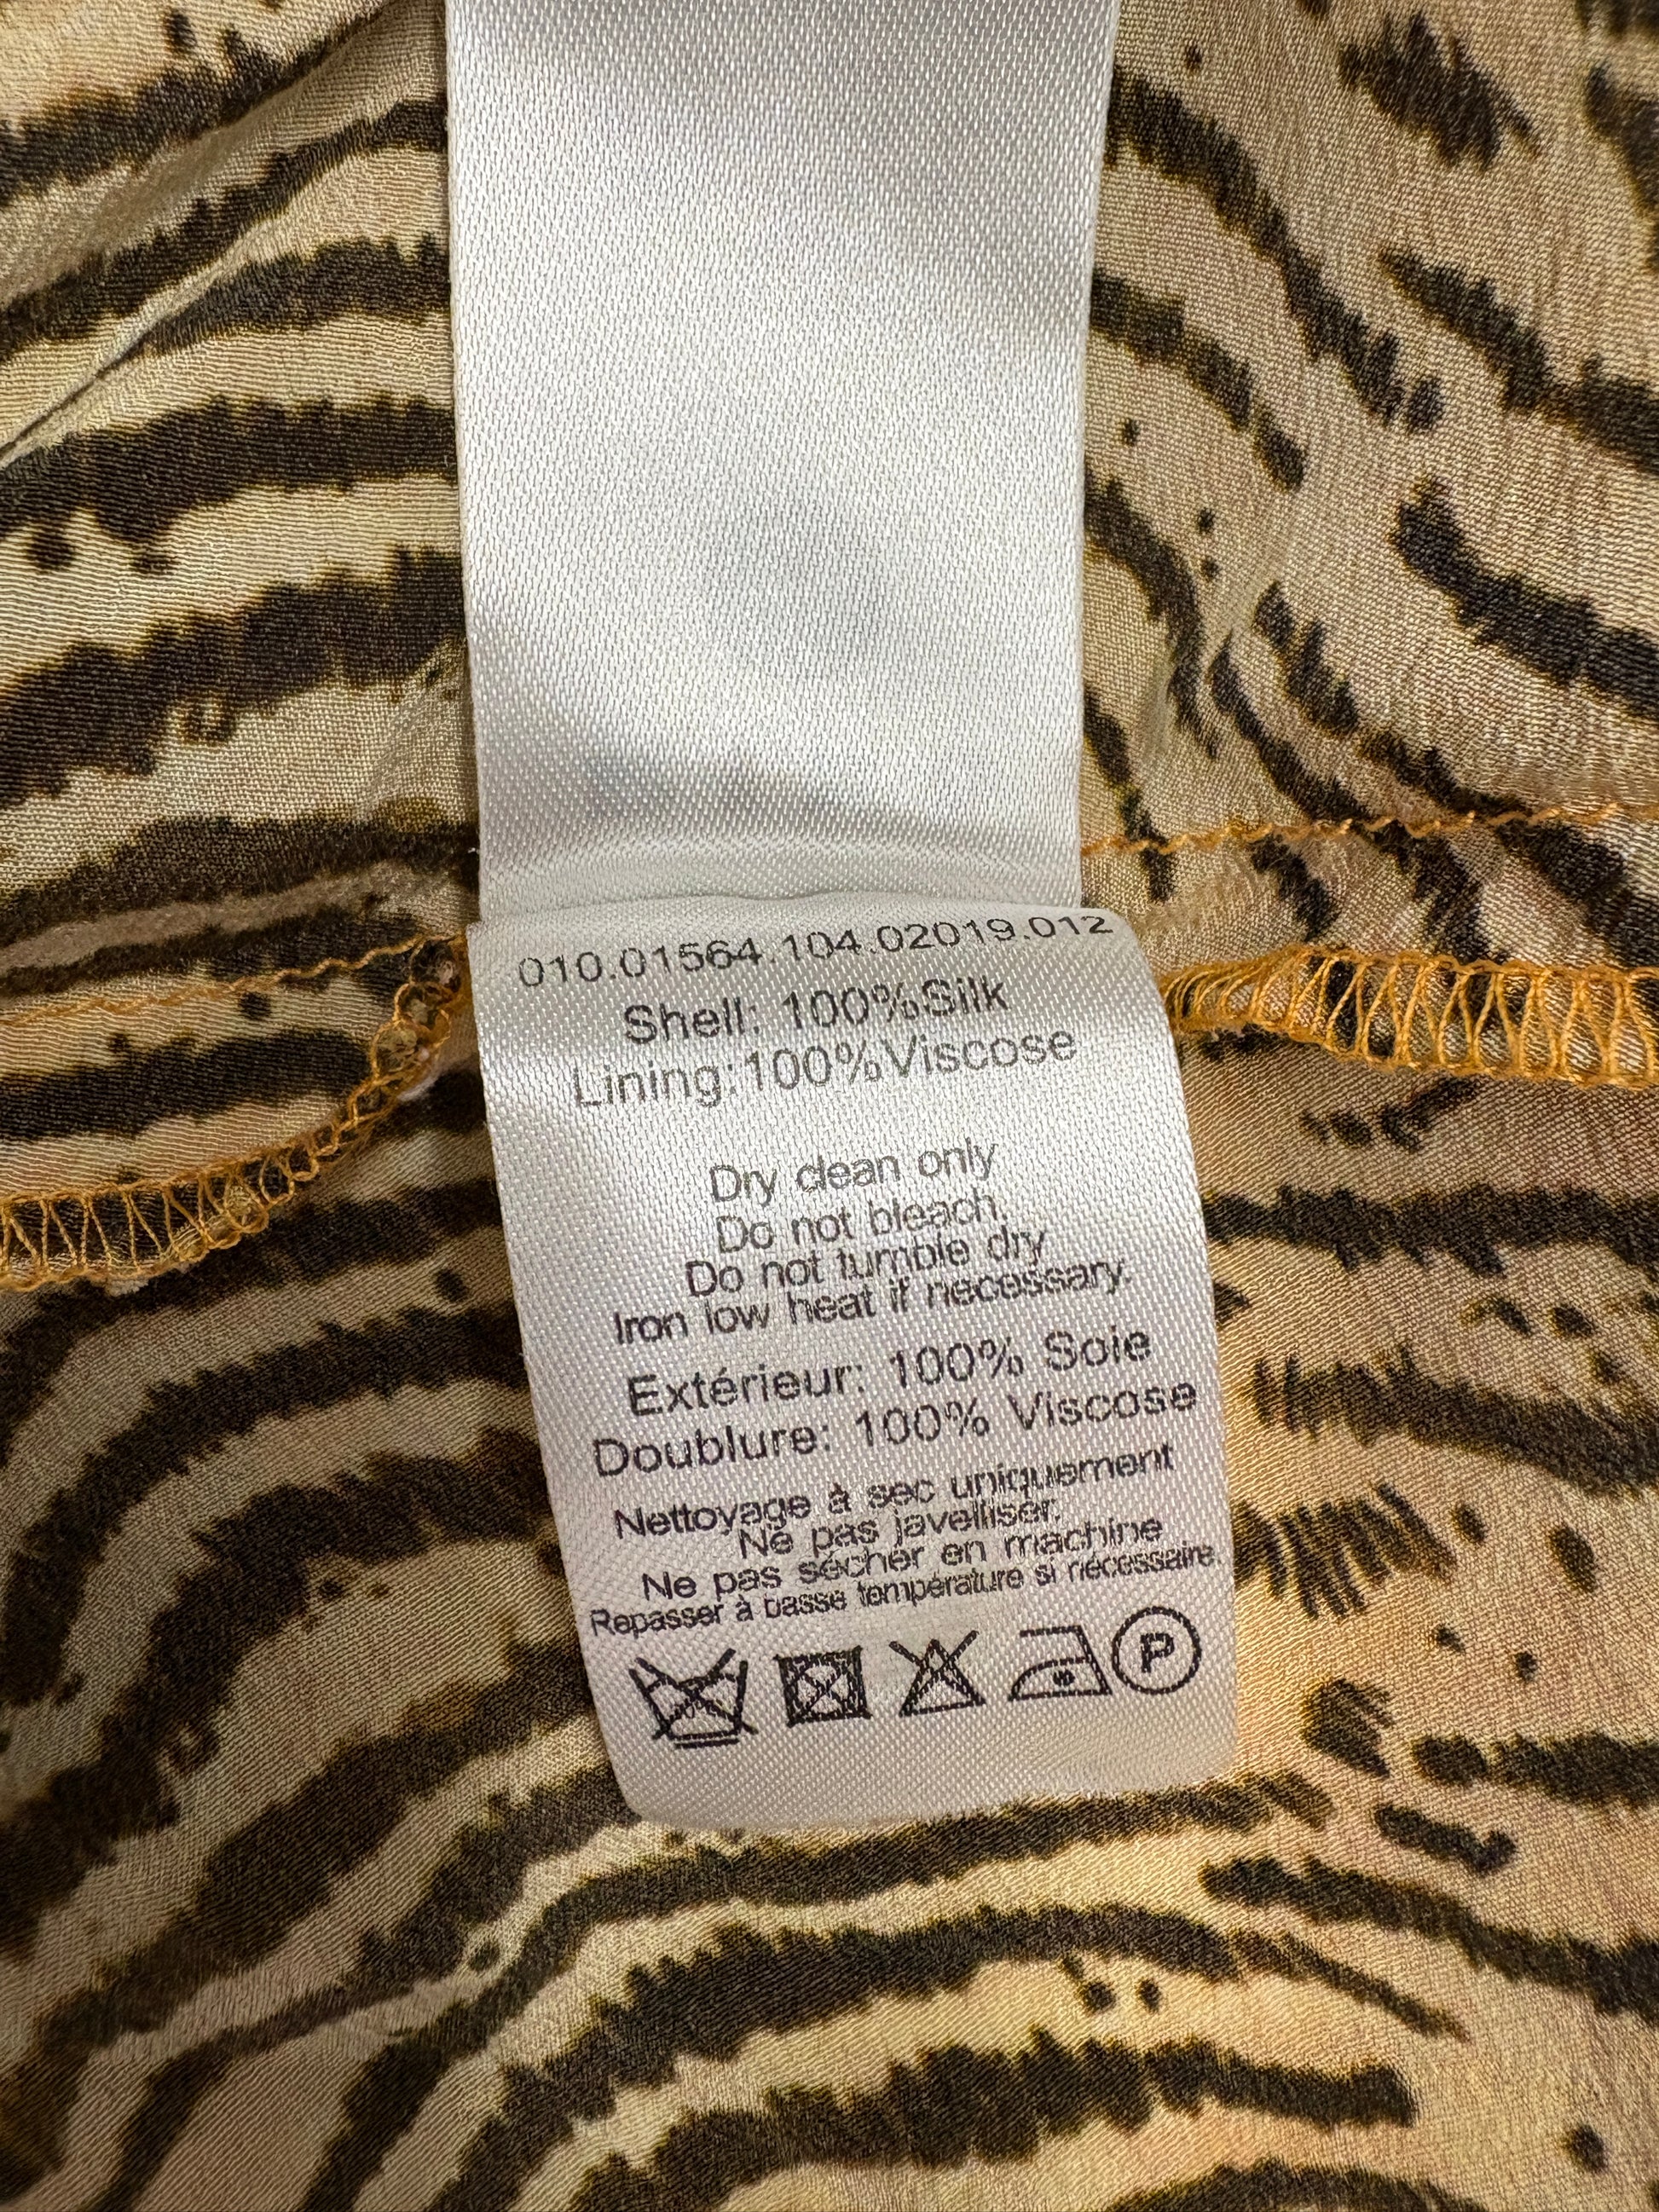 010.01564.104.02019.012
Shell: 100%Silk
Lining:100%Viscose
Dry clean only
Do not bleach.
Do not tumble dry
Iron low heat if necessary.
Extérieur: 100% Soie
Doublure: 100% Viscose
Nettoyage à sec uniquement
Ne pas javelliser.
Ne pas sécher en machine
Repasser à basse température si nécessaire.
P